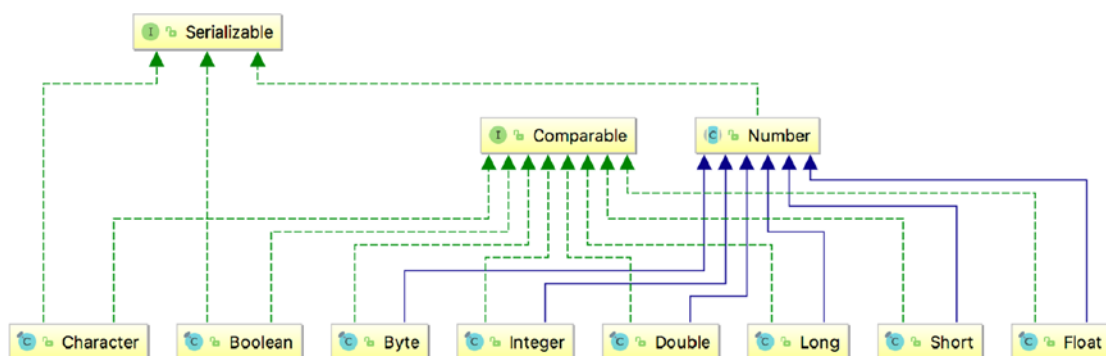 I Serializable
I Comparable
C Number
C Character
C Boolean
C Byte
C Integer
C Double
C Long
C Short
C Float